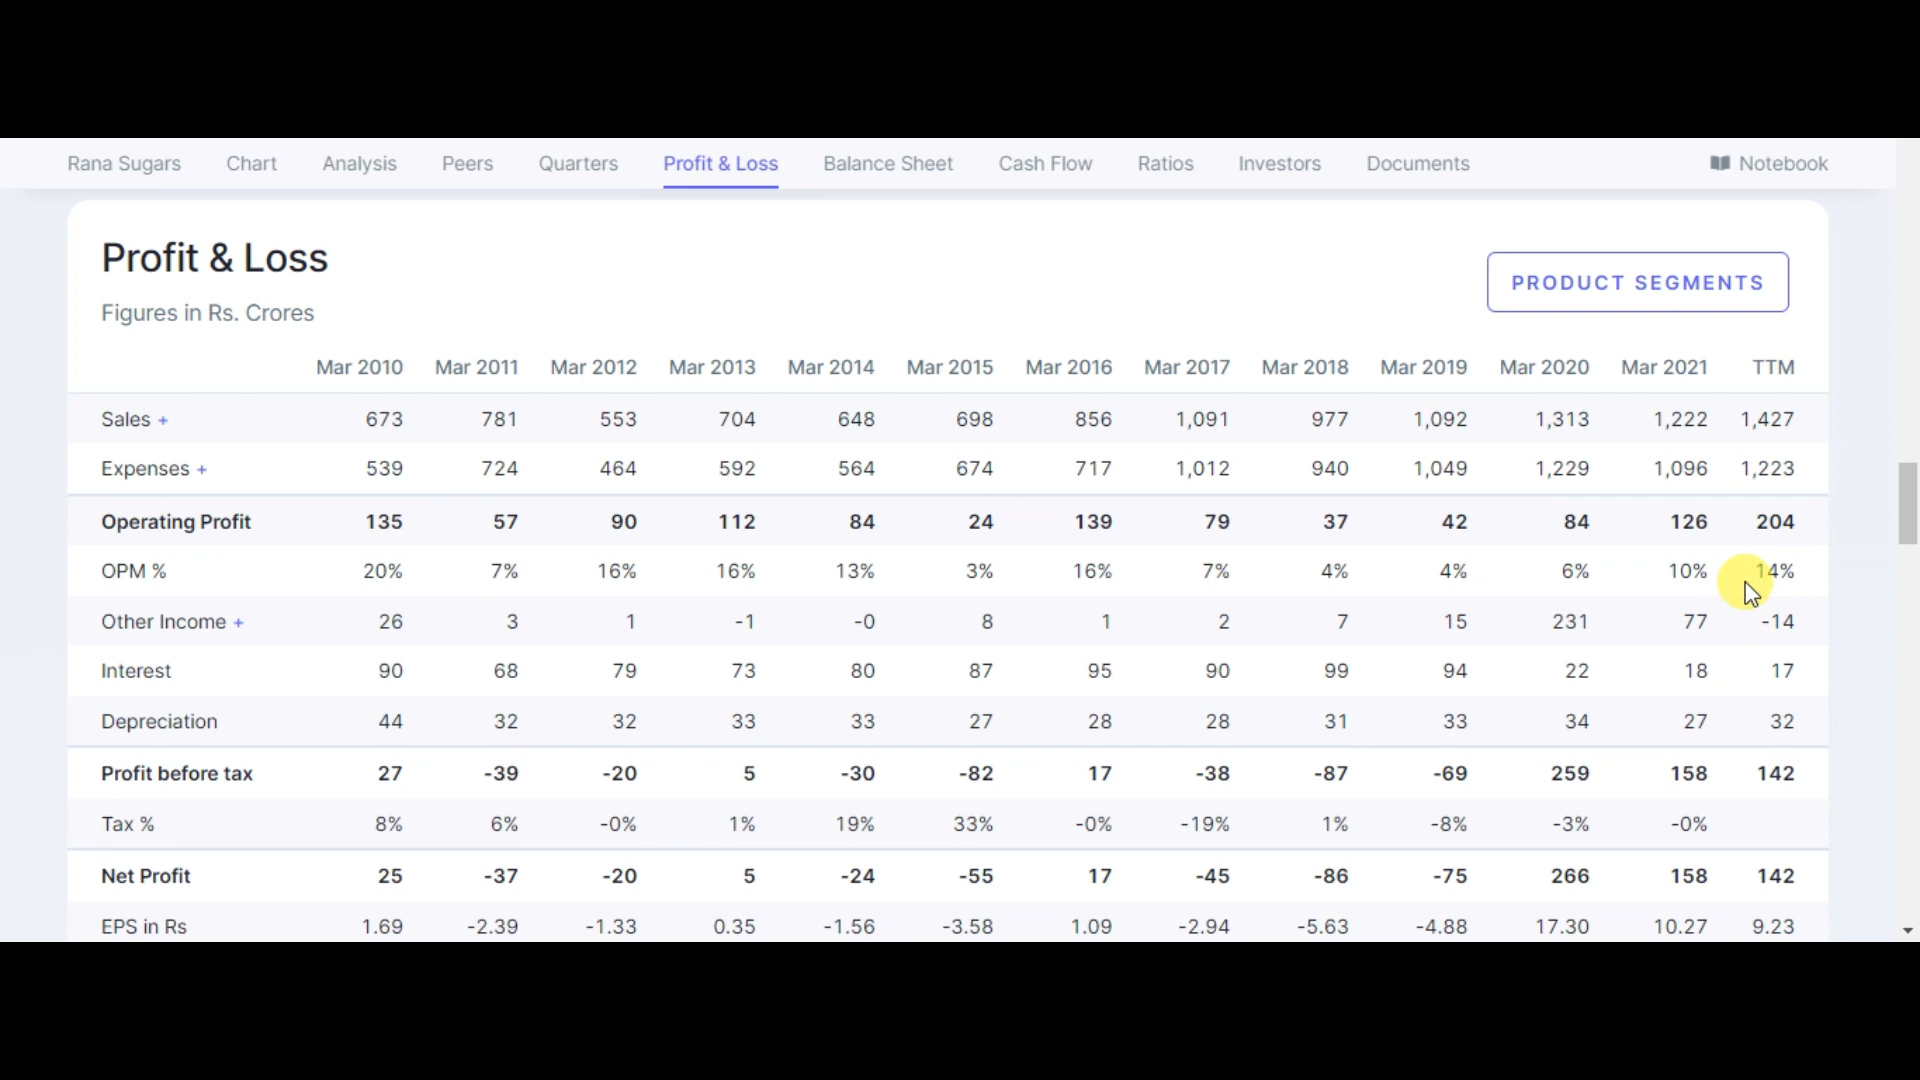 Rana Sugars Chart Analysis Peers Quarters Profit & Loss Balance Sheet Cash Flow Ratios Investors Documents Notebook
Profit & Loss
PRODUCT SEGMENTS
Figures in Rs. Crores
Mar 2010 Mar 2011 Mar 2012 Mar 2013 Mar 2014 Mar 2015 Mar 2016 Mar 2017 Mar 2018 Mar 2019 Mar 2020 Mar 2021 TTM
Sales + 673 781 553 704 648 698 856 1,091 977 1,092 1,313 1,222 1,427
Expenses + 539 724 464 592 564 674 717 1,012 940 1,049 1,229 1,096 1,223
Operating Profit 135 57 90 112 84 24 139 79 37 42 84 126 204
OPM % 20% 7% 16% 16% 13% 3% 16% 7% 4% 4% 6% 10% 14%
Other Income + 26 3 1 -1 -0 8 1 2 7 15 231 77 -14
Interest 90 68 79 73 80 87 95 90 99 94 22 18 17
Depreciation 44 32 32 33 33 27 28 28 31 33 34 27 32
Profit before tax 27 -39 -20 5 -30 -82 17 -38 -87 -69 259 158 142
Tax % 8% 6% -0% 1% 19% 33% -0% -19% 1% -8% -3% -0%
Net Profit 25 -37 -20 5 -24 -55 17 -45 -86 -75 266 158 142
EPS in Rs 1.69 -2.39 -1.33 0.35 -1.56 -3.58 1.09 -2.94 -5.63 -4.88 17.30 10.27 9.23